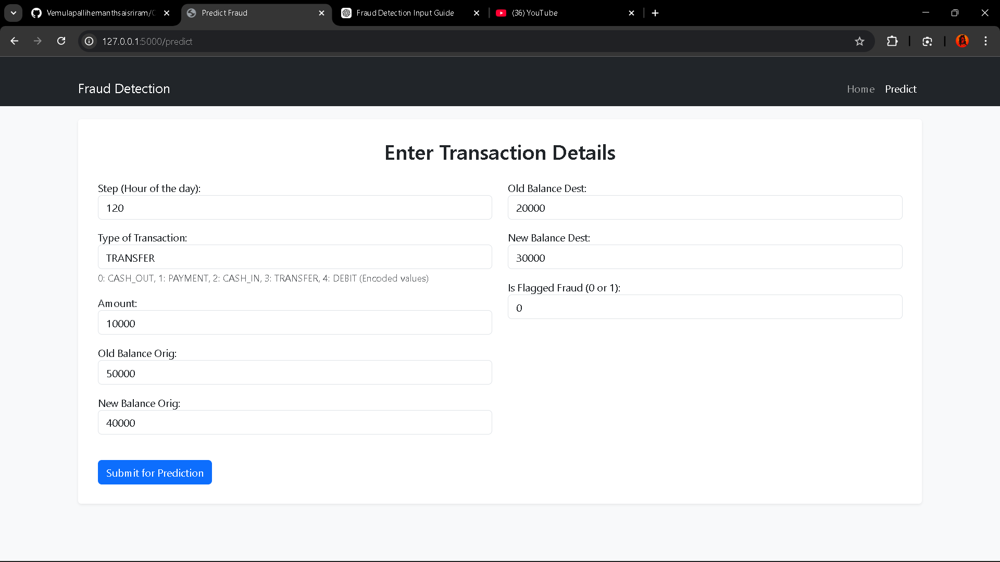 Vemulapallihemanthsaisriram/C
Predict Fraud
Fraud Detection Input Guide
(36) YouTube
127.0.0.1:5000/predict
Fraud Detection
Home
Predict
Enter Transaction Details
Step (Hour of the day):
120
Type of Transaction:
TRANSFER
0: CASH_OUT, 1: PAYMENT, 2: CASH_IN, 3: TRANSFER, 4: DEBIT (Encoded values)
Amount:
10000
Old Balance Orig:
50000
New Balance Orig:
40000
Old Balance Dest:
20000
New Balance Dest:
30000
Is Flagged Fraud (0 or 1):
0
Submit for Prediction